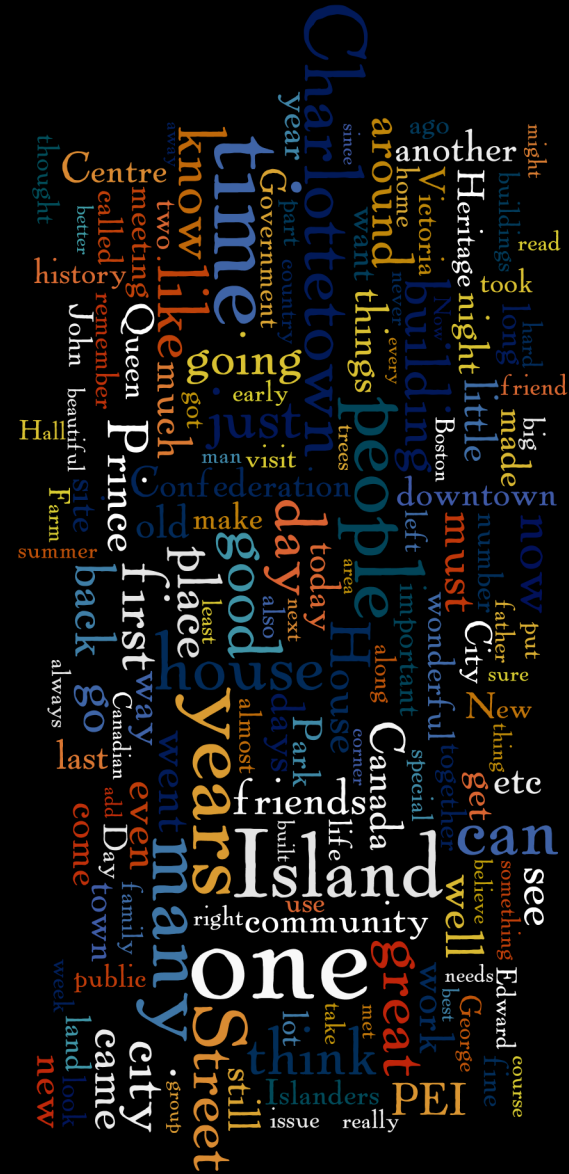 Charlottetown
since
ago
might
year
around
another
away
know
time
thought
Centre
Government
part
home
Victoria
Heritage
buildings
better
called
meeting
two
want
read
history
like
country
things
never
Now
night
took
remember
John
Queen
going
every
building
long
hard
much
got
early
just
people
little
friend
beautiful
Hall
Prince
man
visit
trees
Boston
made
big
Confederation
downtown
site
Farm
old
make
day
left
summer
good
today
area
must
number
now
back
first
place
least
also
next
important
wonderful
father
put
House
along
City
sure
always
go
way
house
Canadian
years
almost
days
Park
corner
Canada
special
together
New
thing
last
went
friends
get
etc
add
even
Island
built
life
can
come
Day
many
use
see
town
family
right
community
well
believe
something
one
great
week
public
work
needs
Edward
best
land
look
Street
lot
take
met
George
fine
course
new
came
city
still
think
group
Islanders
PEI
issue
really